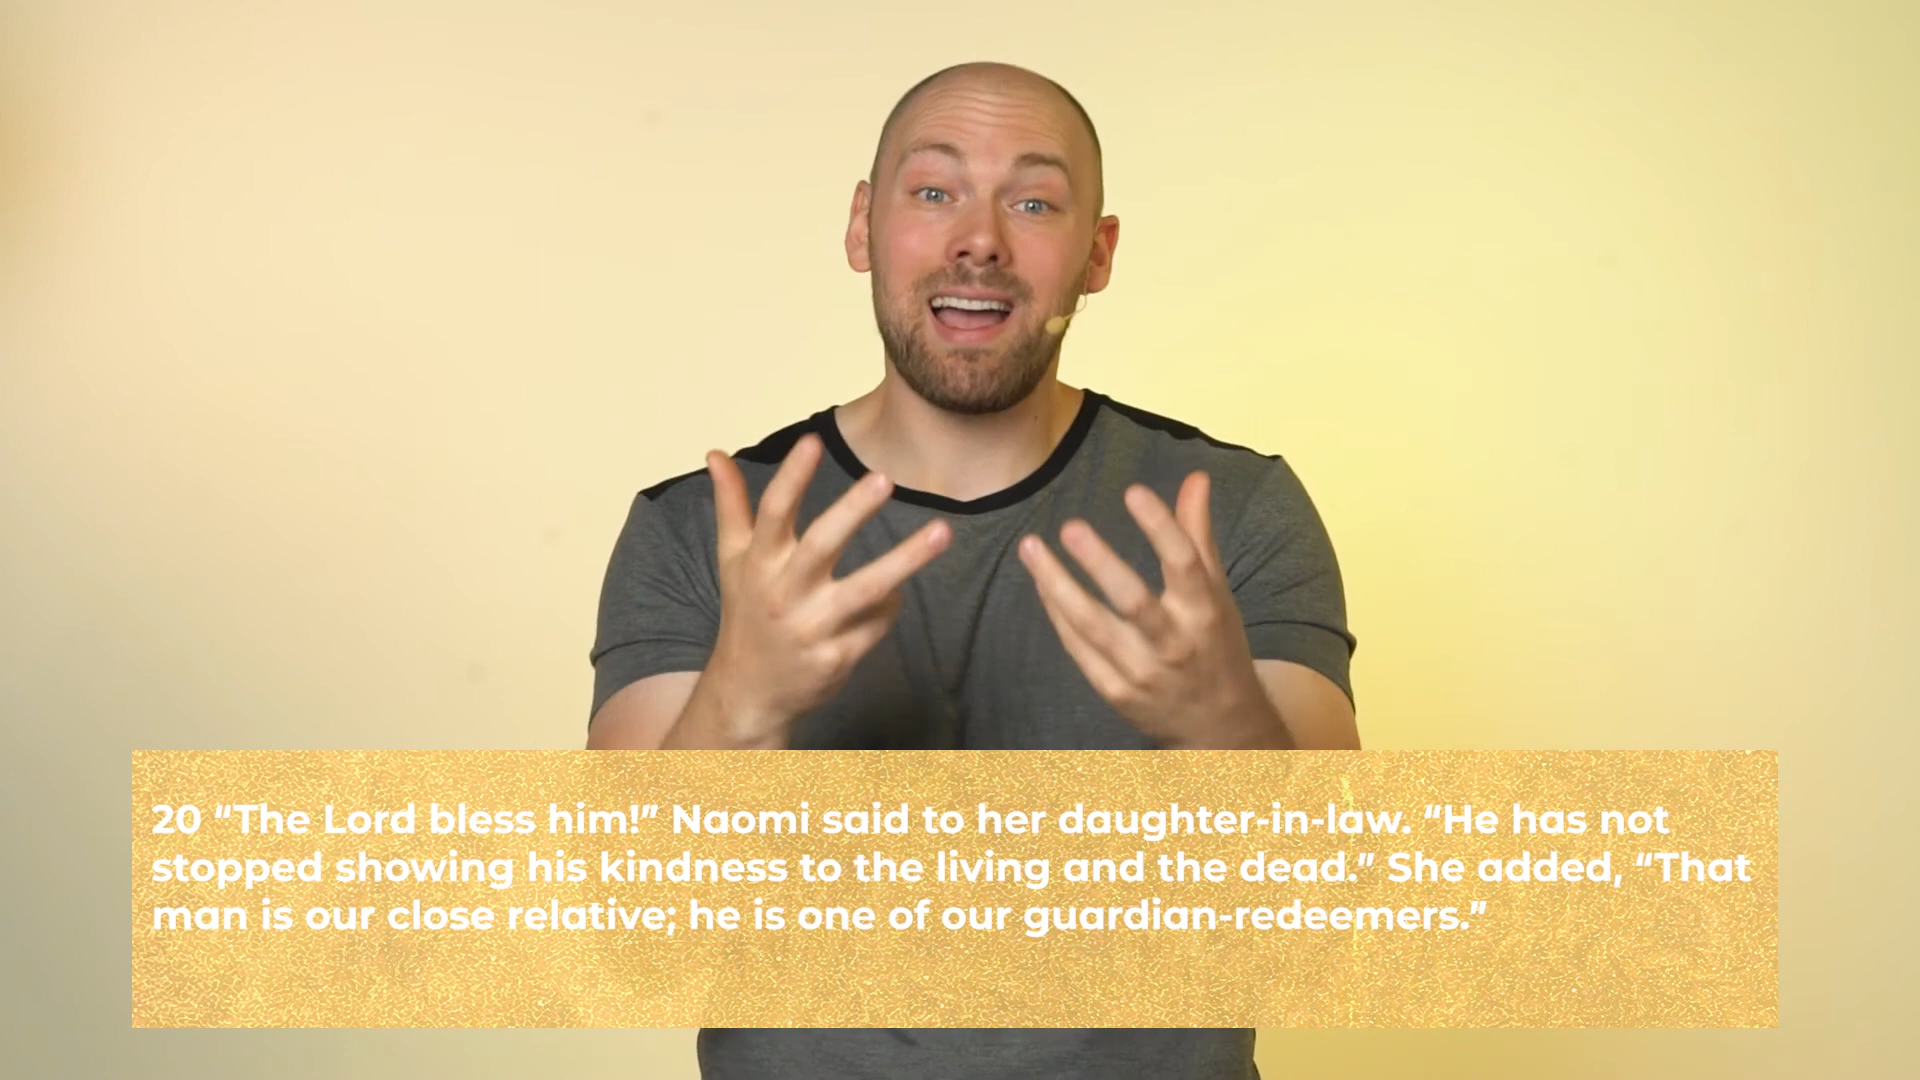 20 “The Lord bless him!” Naomi said to her daughter-in-law. “He has not
stopped showing his kindness to the living and the dead.” She added, “That
man is our close relative; he is one of our guardian-redeemers.”